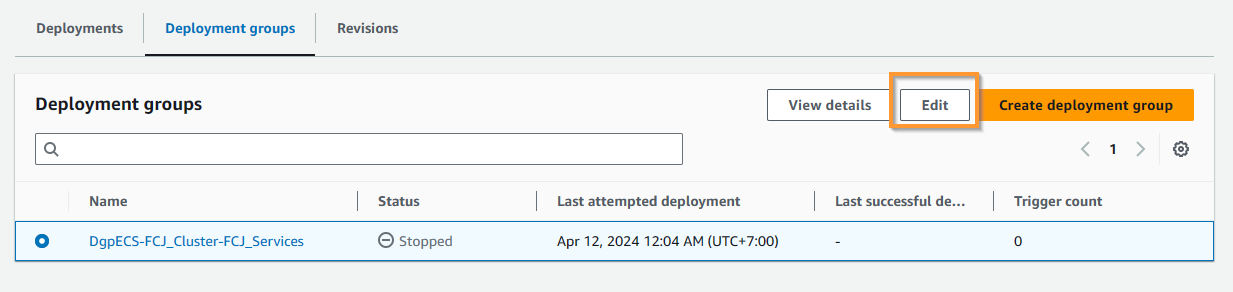 Deployments Deployment groups Revisions
Deployment groups View details Edit Create deployment group
1
Name Status Last attempted deployment Last successful de... Trigger count
DgpECS-FCJ_Cluster-FCJ_Services Stopped Apr 12, 2024 12:04 AM (UTC+7:00) - 0